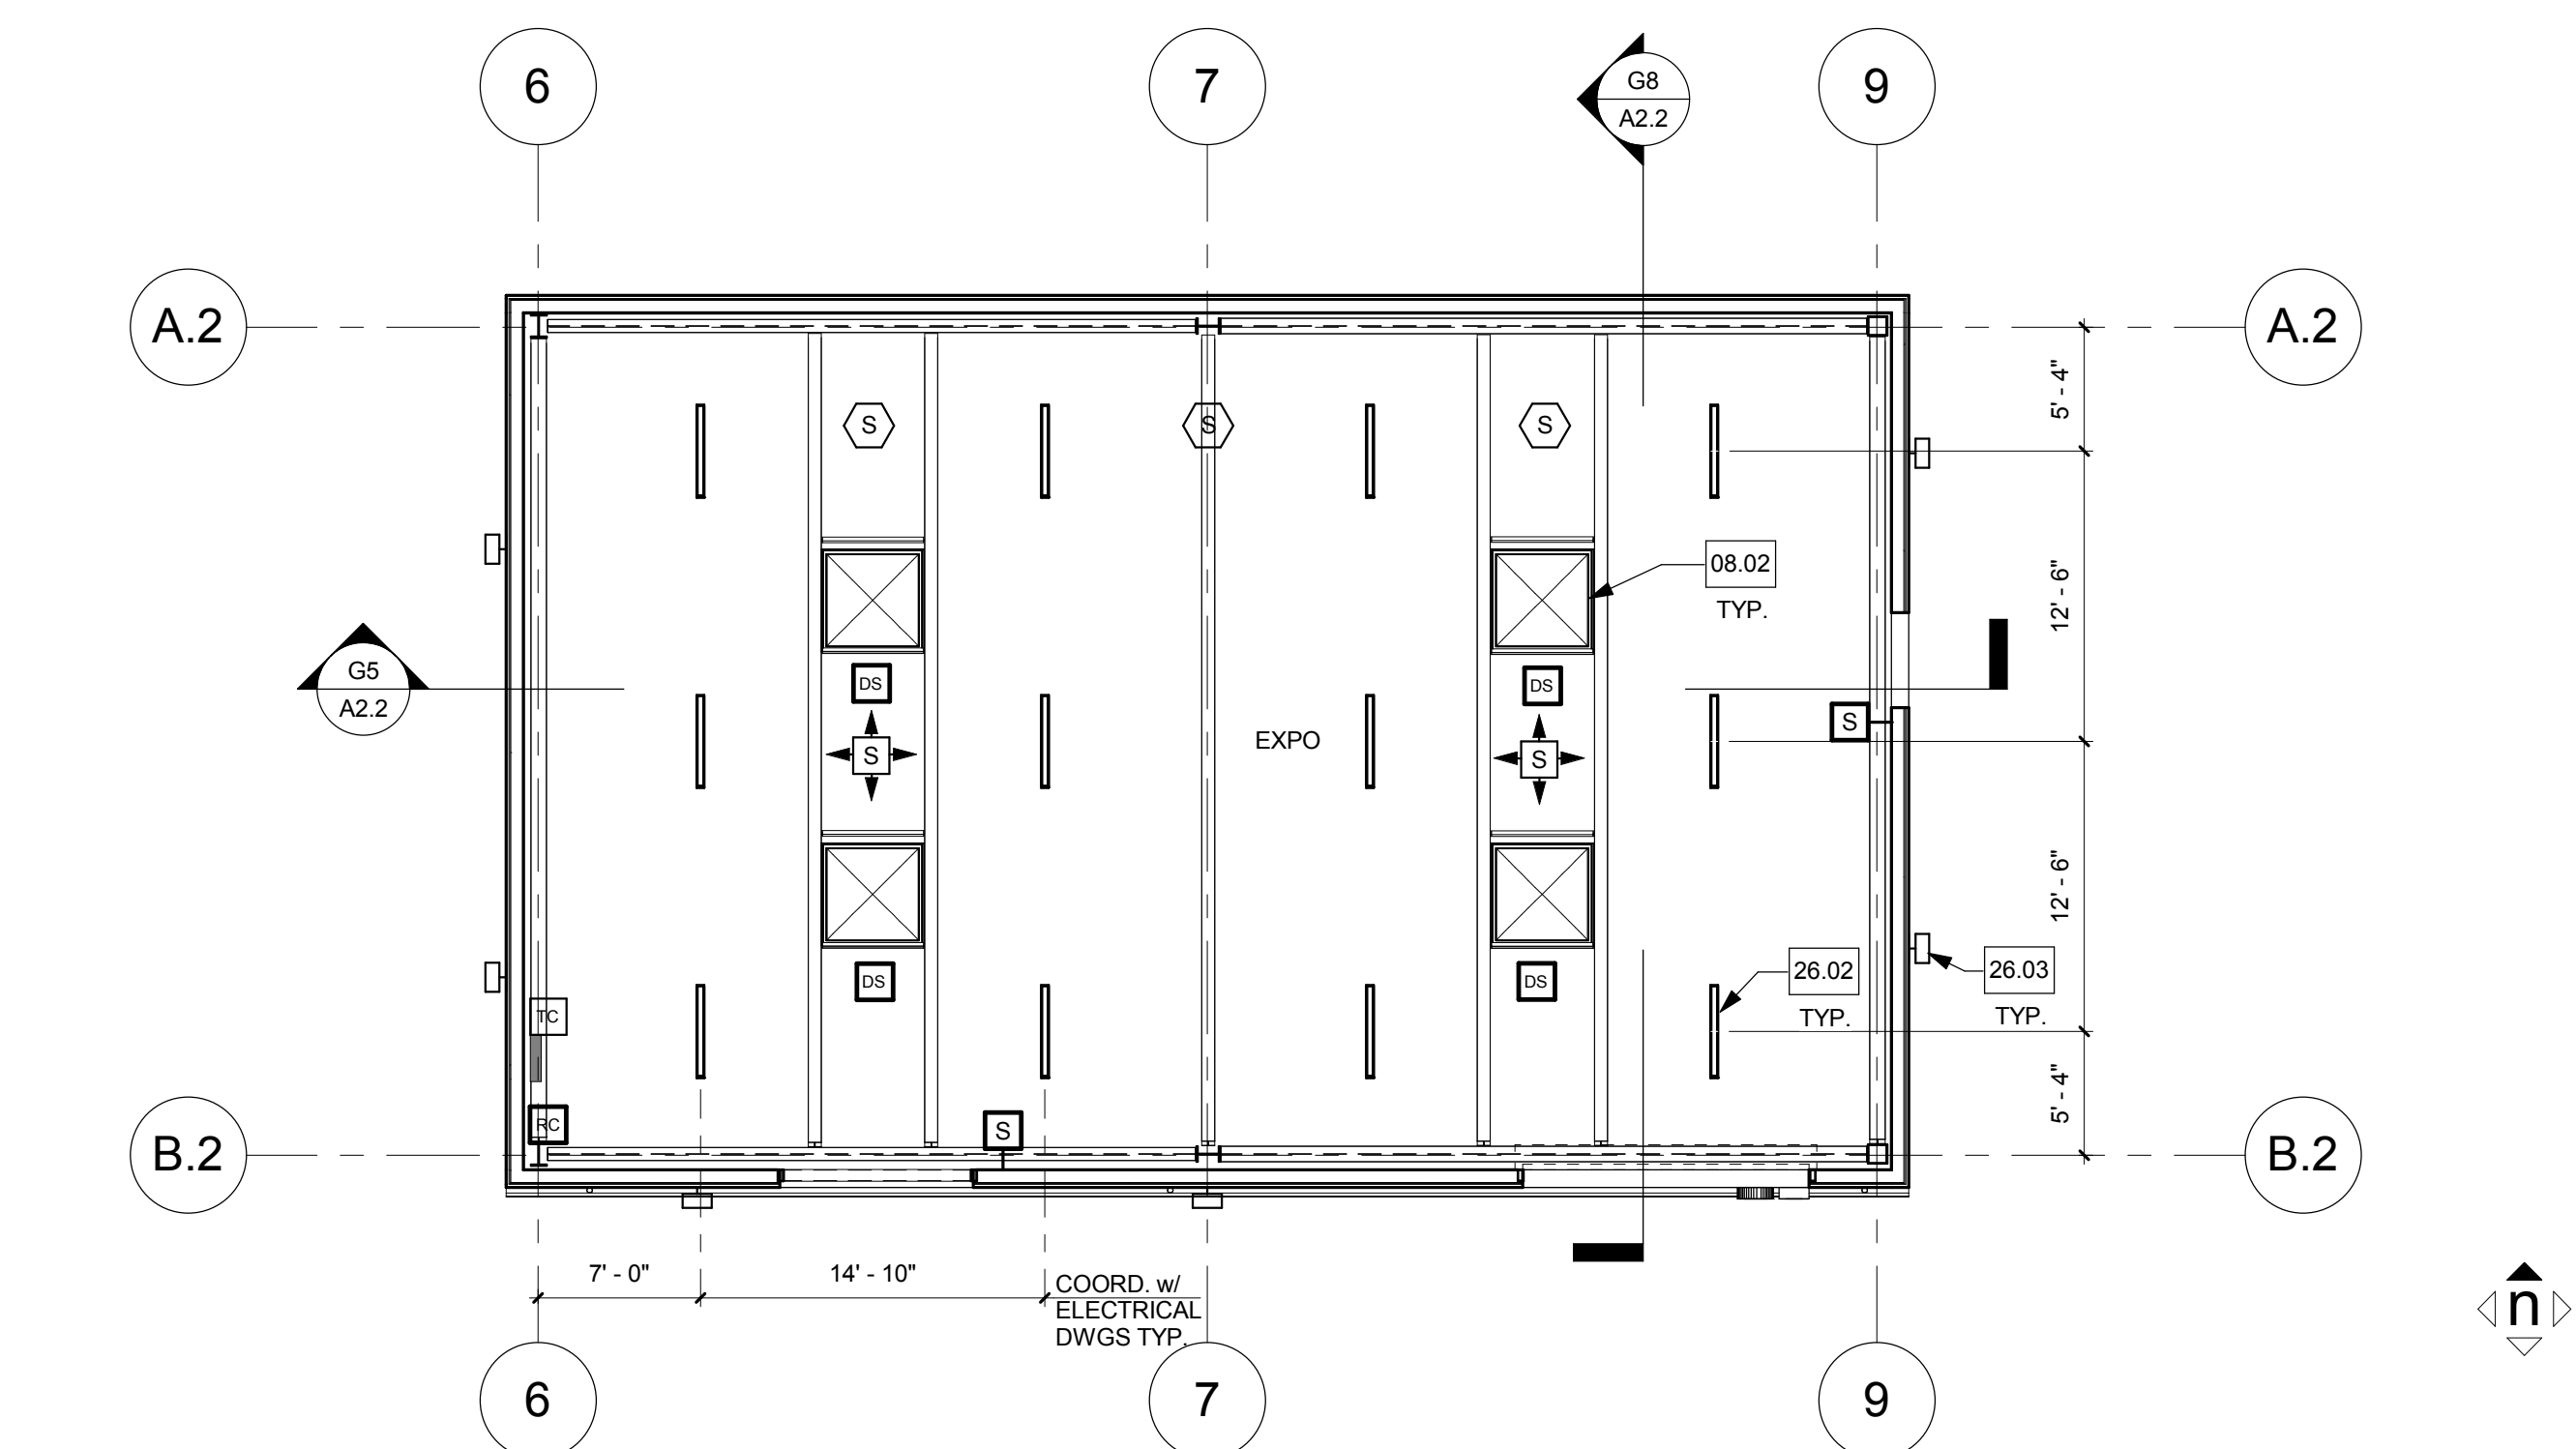 6
7
G8
A2.2
9
A.2
A.2
5' - 4"
S
S
S
08.02
TYP.
12' - 6"
G5
A2.2
DS
DS
S
EXPO
S
S
12' - 6"
DS
DS
26.02
TYP.
26.03
TYP.
TC
5' - 4"
RC
S
B.2
B.2
7' - 0"
14' - 10"
COORD. w/
ELECTRICAL
DWGS TYP.
n
6
7
9